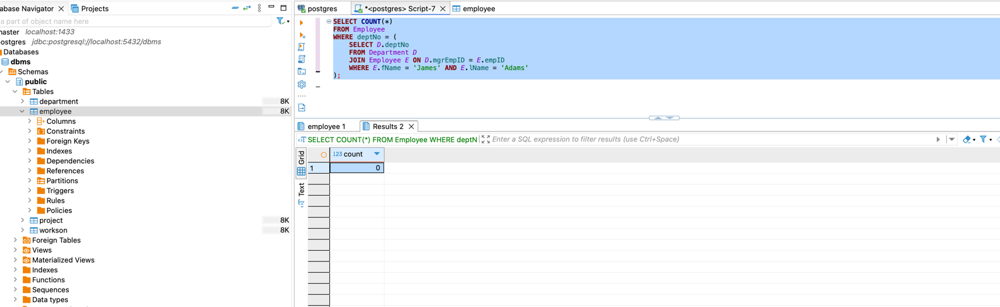 abase Navigator
Projects
a part of object name here
master localhost:1433
postgres jdbc:postgresql://localhost:5432/dbms
Databases
dbms
Schemas
public
Tables
department 8K
employee 8K
Columns
Constraints
Foreign Keys
Indexes
Dependencies
References
Partitions
Triggers
Rules
Policies
project 8K
workson 8K
Foreign Tables
Views
Materialized Views
Indexes
Functions
Sequences
Data types
postgres
*<postgres> Script-7
employee
SELECT COUNT(*)
FROM Employee
WHERE deptNo = (
SELECT D.deptNo
FROM Department D
JOIN Employee E ON D.mgrEmpID = E.empID
WHERE E.fName = 'James' AND E.lName = 'Adams'
);
employee 1
Results 2
SELECT COUNT(*) FROM Employee WHERE deptN
Enter a SQL expression to filter results (use Ctrl+Space)
Grid
Text
123 count
1 0